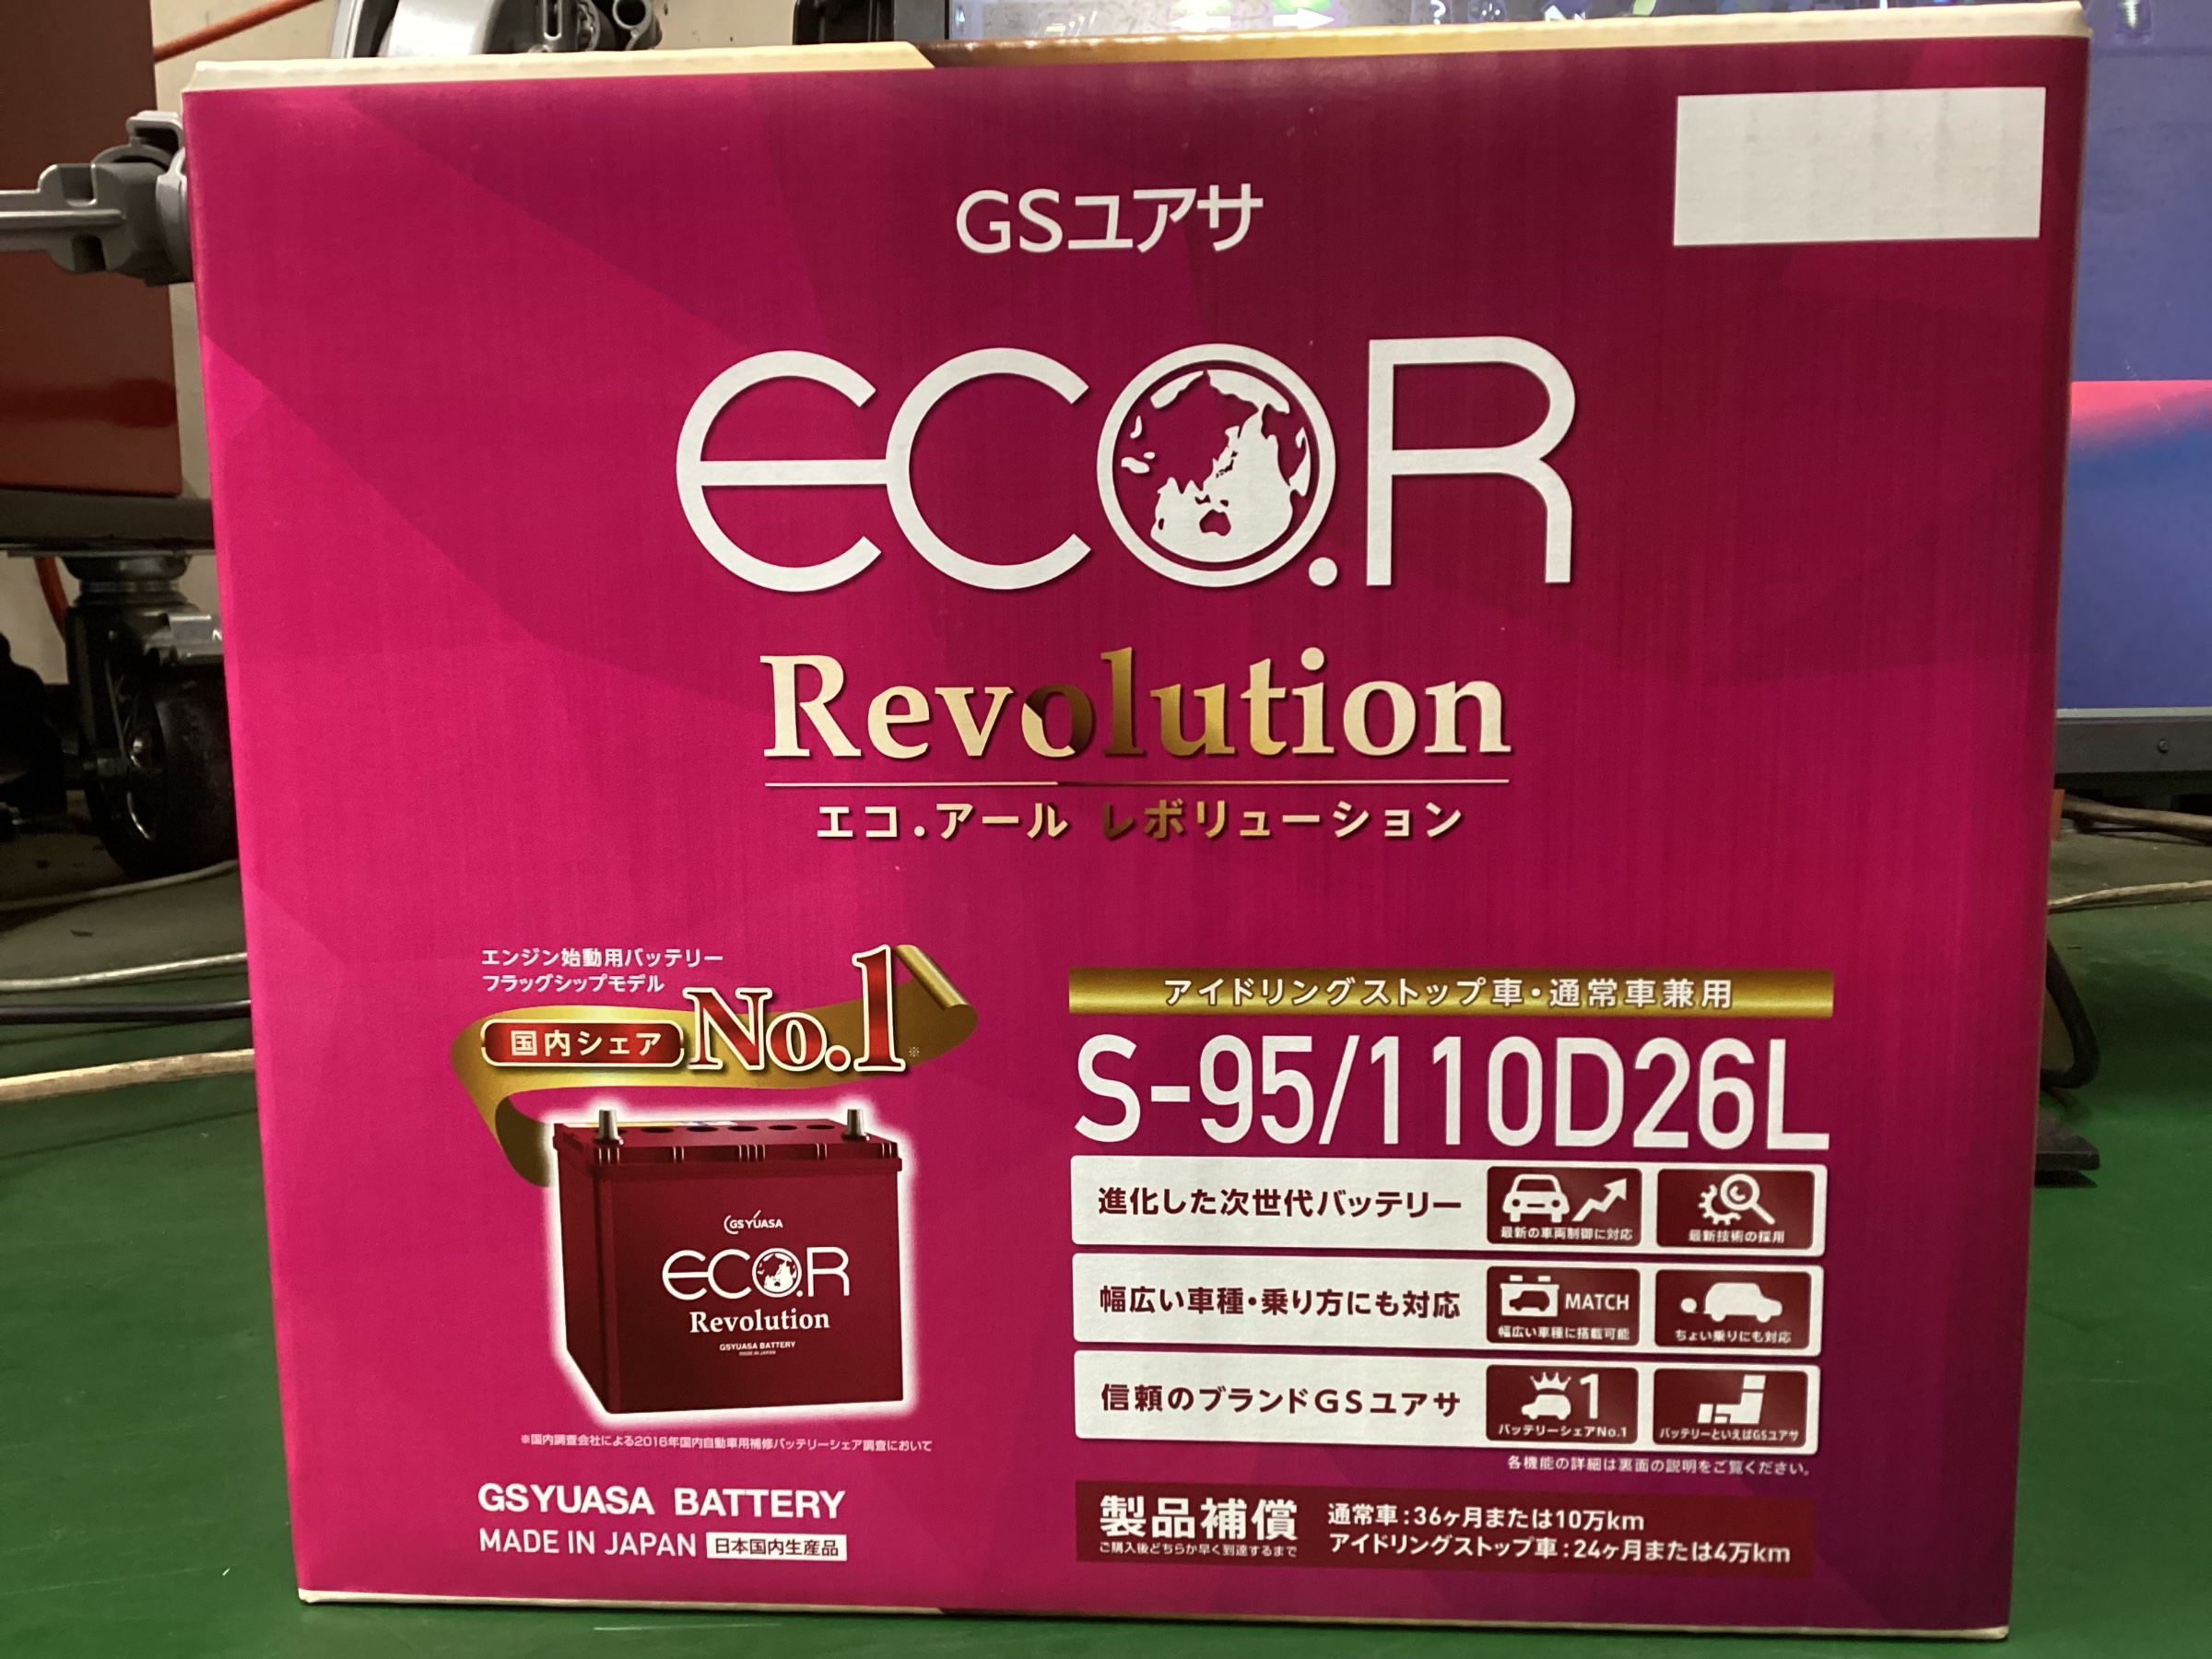 GSユアサ
eco.R
Revolution
エコ.アール レボリューション
エンジン始動用バッテリー
フラッグシップモデル
国内シェア No.1※
GS YUASA
eco.R
Revolution
GSYUASA BATTERY
MADE IN JAPAN
※国内調査会社による2016年国内自動車用補修バッテリーシェア調査において
GSYUASA BATTERY
MADE IN JAPAN 日本国内生産品
アイドリングストップ車・通常車兼用
S-95/110D26L
進化した次世代バッテリー
最新の車両制御に対応
最新技術の採用
幅広い車種・乗り方にも対応
MATCH
幅広い車種に搭載可能
ちょい乗りにも対応
信頼のブランドGSユアサ
1
バッテリーシェアNo.1
バッテリーといえばGSユアサ
各機能の詳細は裏面の説明をご覧ください。
製品補償
ご購入後どちらか早く到達するまで
通常車:36ヶ月または10万km
アイドリングストップ車:24ヶ月または4万km